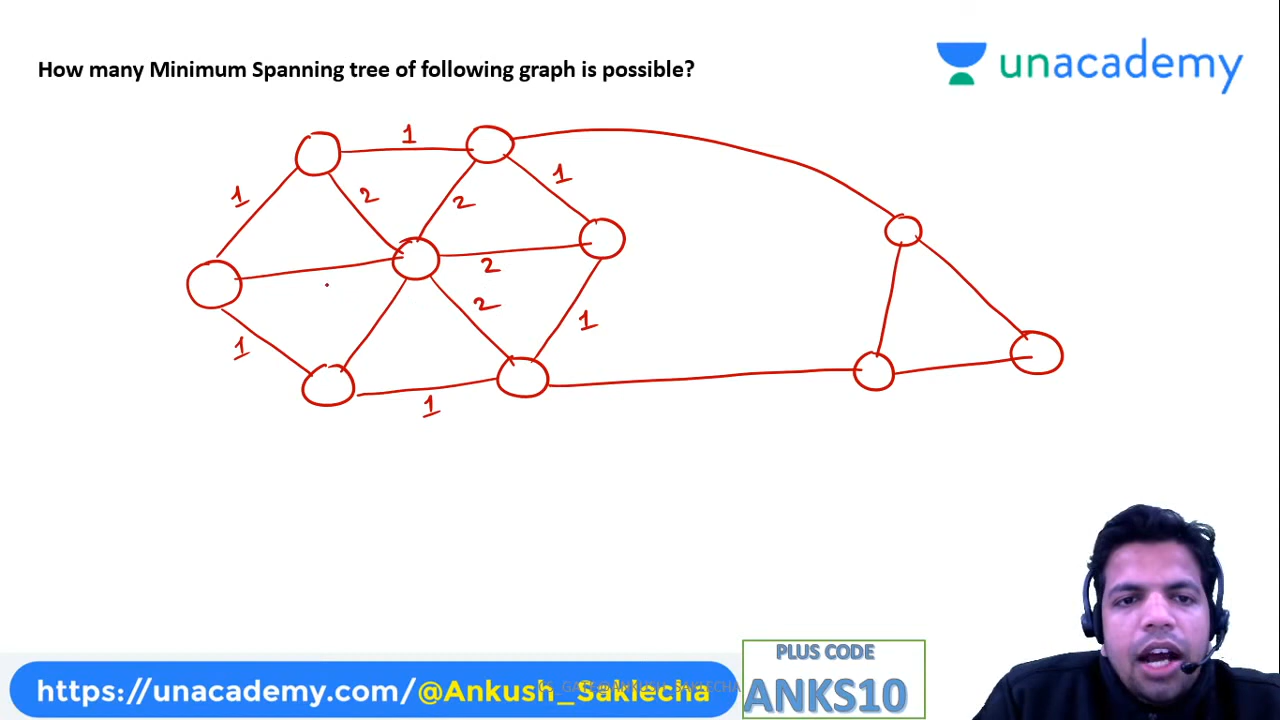 How many Minimum Spanning tree of following graph is possible?
unacademy
1
1
1
2
2
2
2
1
1
1
https://unacademy.com/@Ankush_Saklecha
PLUS CODE
ANKS10